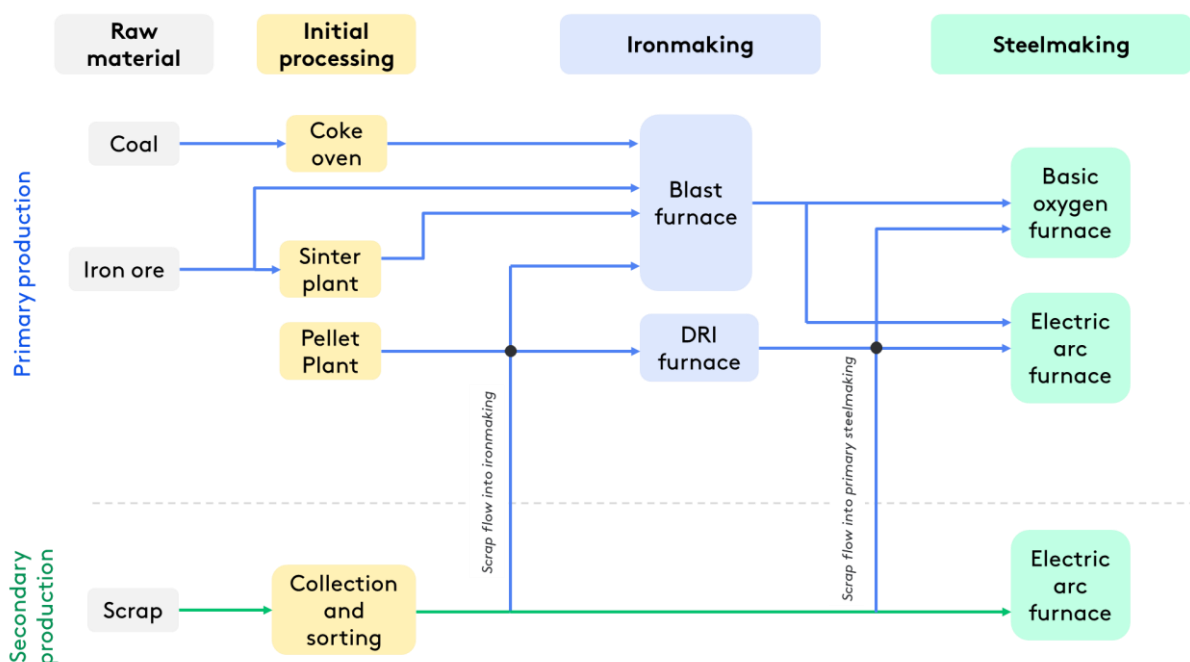 Raw
material
Initial
processing
Ironmaking
Steelmaking
Primary production
Coal
Coke
oven
Blast
furnace
Basic
oxygen
furnace
Iron ore
Sinter
plant
Pellet
Plant
DRI
furnace
Electric
arc
furnace
Scrap flow into ironmaking
Scrap flow into primary steelmaking
Secondary
production
Scrap
Collection
and
sorting
Electric
arc
furnace